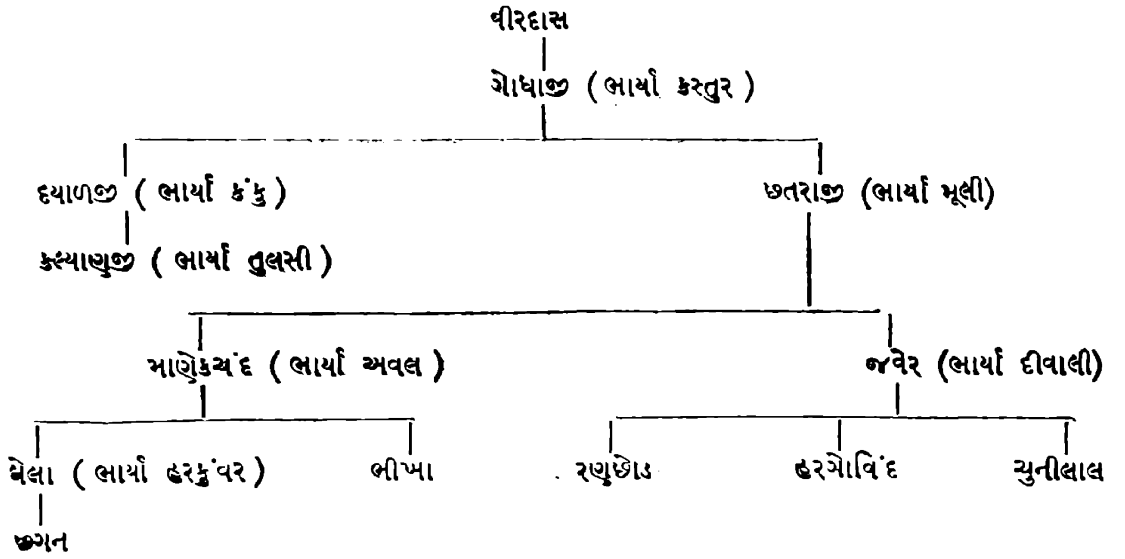 વીરદાસ
ગોધાજી ( ભાર્યા કસ્તુર )
દયાળજી ( ભાર્યા કંકુ ) છતરાજી (ભાર્યા મૂલી)
કલ્યાણજી ( ભાર્યા તુલસી )
માણેકચંદ ( ભાર્યા અવલ ) જવેર (ભાર્યા દીવાલી)
ઘેલા ( ભાર્યા હરકુંવર ) ભીખા રણછોડ હરગોવિંદ ચુનીલાલ
છગન